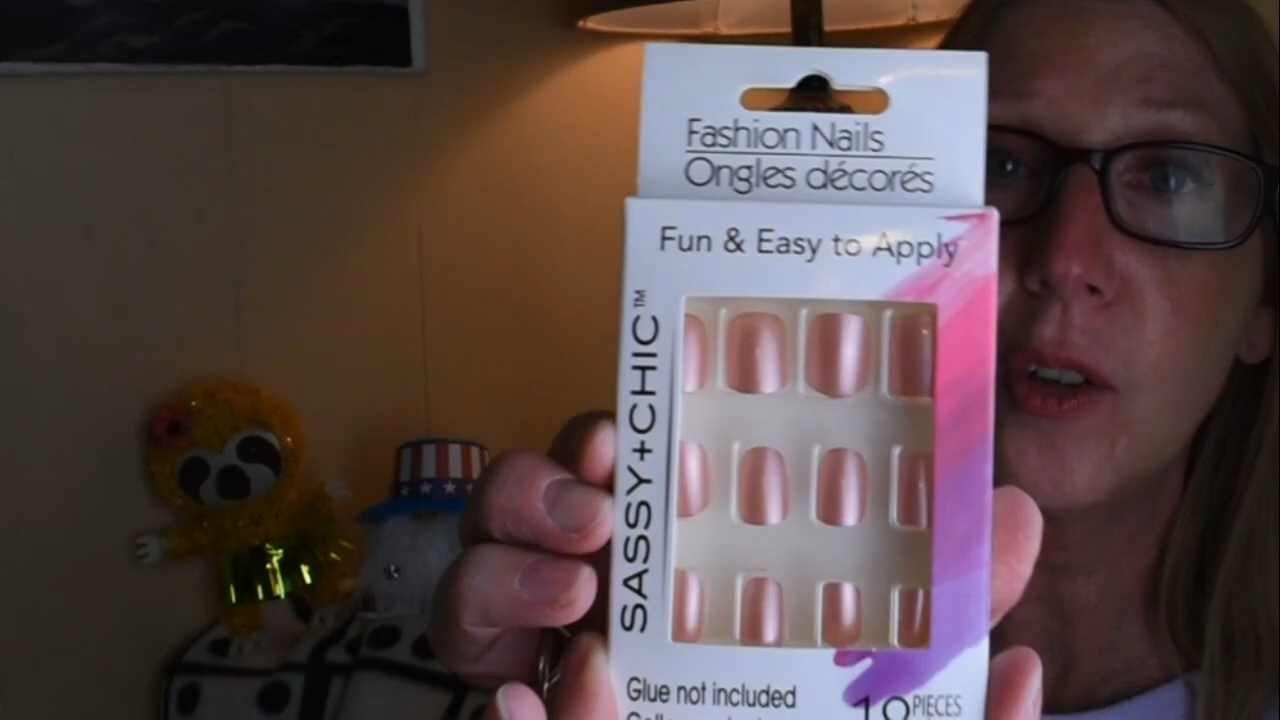 Fashion Nails
Ongles décorés
Fun & Easy to Apply
SASSY+CHIC™
Glue not included
PIECES